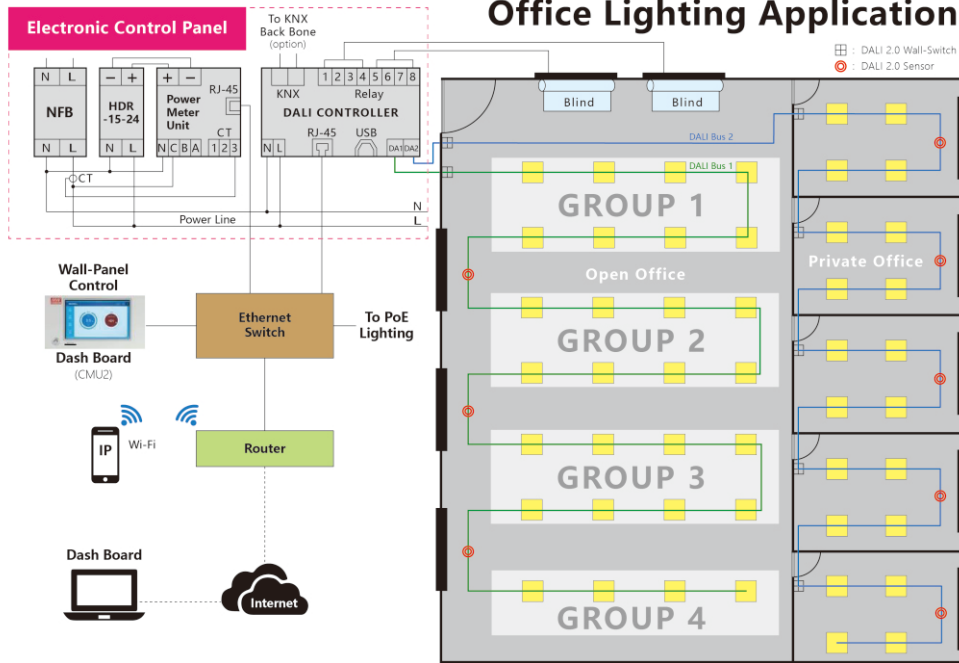 Office Lighting Application
Electronic Control Panel
To KNX
Back Bone
(option)
: DALI 2.0 Wall-Switch
: DALI 2.0 Sensor
N L
− +
− +
1 2 3 4 5 6 7 8
KNX
Relay
NFB
HDR
-15-24
Power
Meter
Unit
RJ-45
CT
DALI CONTROLLER
RJ-45
USB
N L
N L
N C B A
1 2 3
N L
DA1 DA2
CT
N
Power Line
L
Blind
Blind
DALI Bus 2
DALI Bus 1
GROUP 1
Open Office
Private Office
GROUP 2
GROUP 3
GROUP 4
Wall-Panel
Control
Dash Board
(CMU2)
Ethernet
Switch
To PoE
Lighting
IP
Wi-Fi
Router
Dash Board
Internet